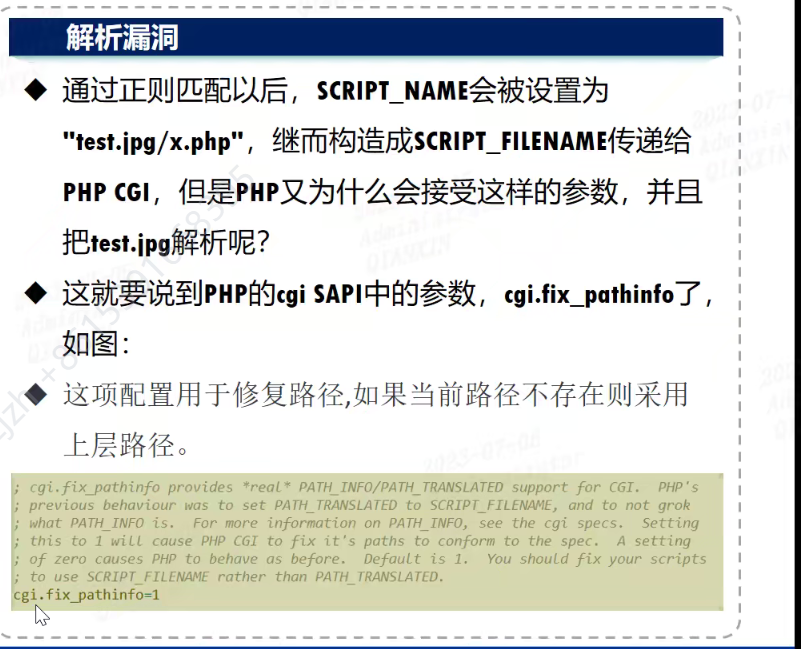 解析漏洞
◆ 通过正则匹配以后，SCRIPT_NAME会被设置为
"test.jpg/x.php"，继而构造成SCRIPT_FILENAME传递给
PHP CGI，但是PHP又为什么会接受这样的参数，并且
把test.jpg解析呢？
◆ 这就要说到PHP的cgi SAPI中的参数，cgi.fix_pathinfo了，
如图：
◆ 这项配置用于修复路径,如果当前路径不存在则采用
上层路径。
; cgi.fix_pathinfo provides *real* PATH_INFO/PATH_TRANSLATED support for CGI.  PHP's
; previous behaviour was to set PATH_TRANSLATED to SCRIPT_FILENAME, and to not grok
; what PATH_INFO is.  For more information on PATH_INFO, see the cgi specs.  Setting
; this to 1 will cause PHP CGI to fix it's paths to conform to the spec.  A setting
; of zero causes PHP to behave as before.  Default is 1.  You should fix your scripts
; to use SCRIPT_FILENAME rather than PATH_TRANSLATED.
cgi.fix_pathinfo=1